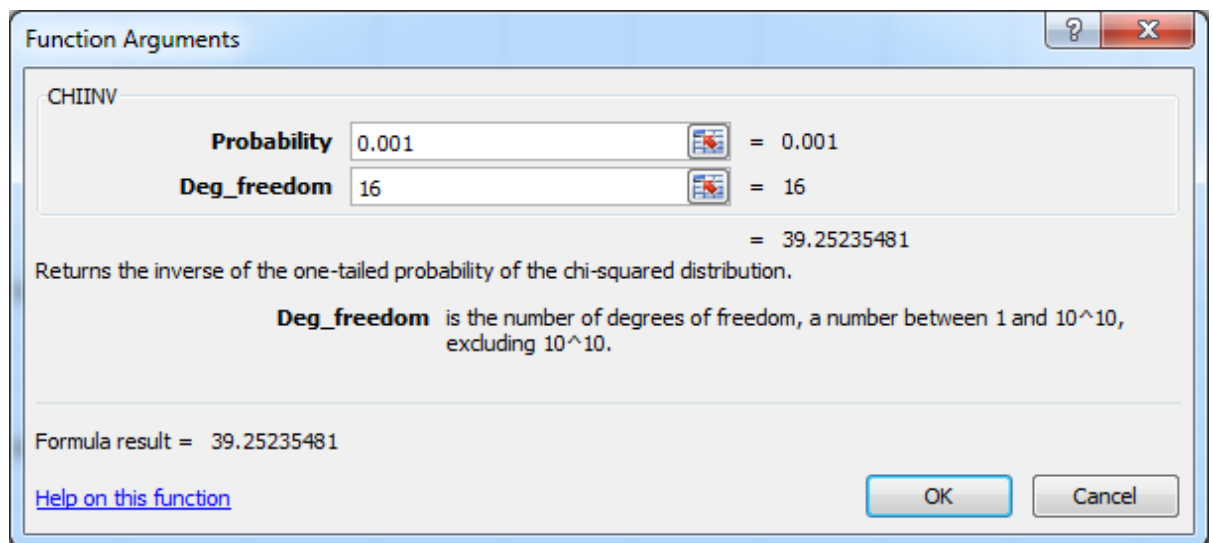 Function Arguments
CHIINV
Probability 0.001 = 0.001
Deg_freedom 16 = 16
= 39.25235481
Returns the inverse of the one-tailed probability of the chi-squared distribution.
Deg_freedom is the number of degrees of freedom, a number between 1 and 10^10,
excluding 10^10.
Formula result = 39.25235481
Help on this function OK Cancel